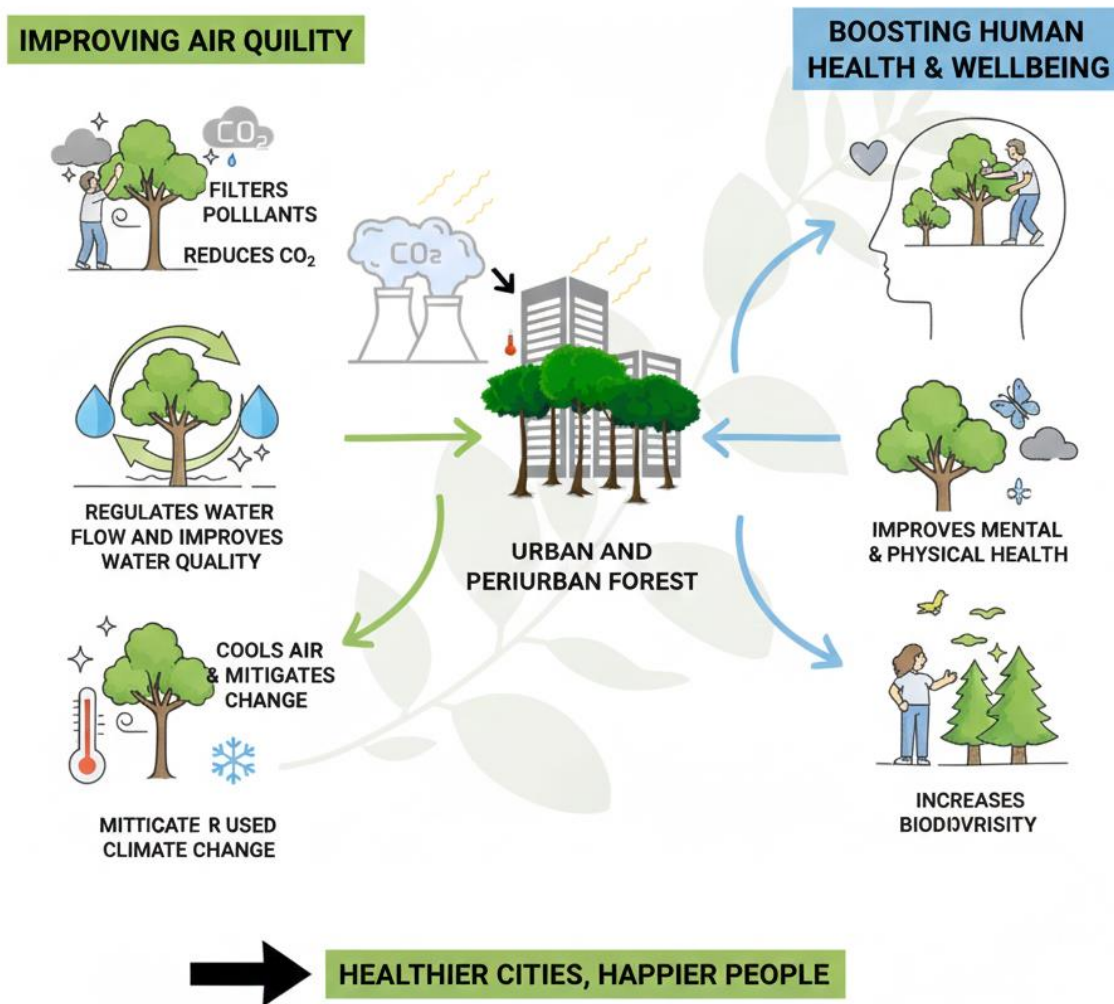 IMPROVING AIR QUILITY
CO₂
FILTERS
POLLLANTS
REDUCES CO₂
REGULATES WATER
FLOW AND IMPROVES
WATER QUALITY
COOLS AIR
& MITIGATES
CHANGE
MITTICATE R USED
CLIMATE CHANGE
CO₂
URBAN AND
PERIURBAN FOREST
BOOSTING HUMAN
HEALTH & WELLBEING
IMPROVES MENTAL
& PHYSICAL HEALTH
INCREASES
BIODIVRISITY
HEALTHIER CITIES, HAPPIER PEOPLE